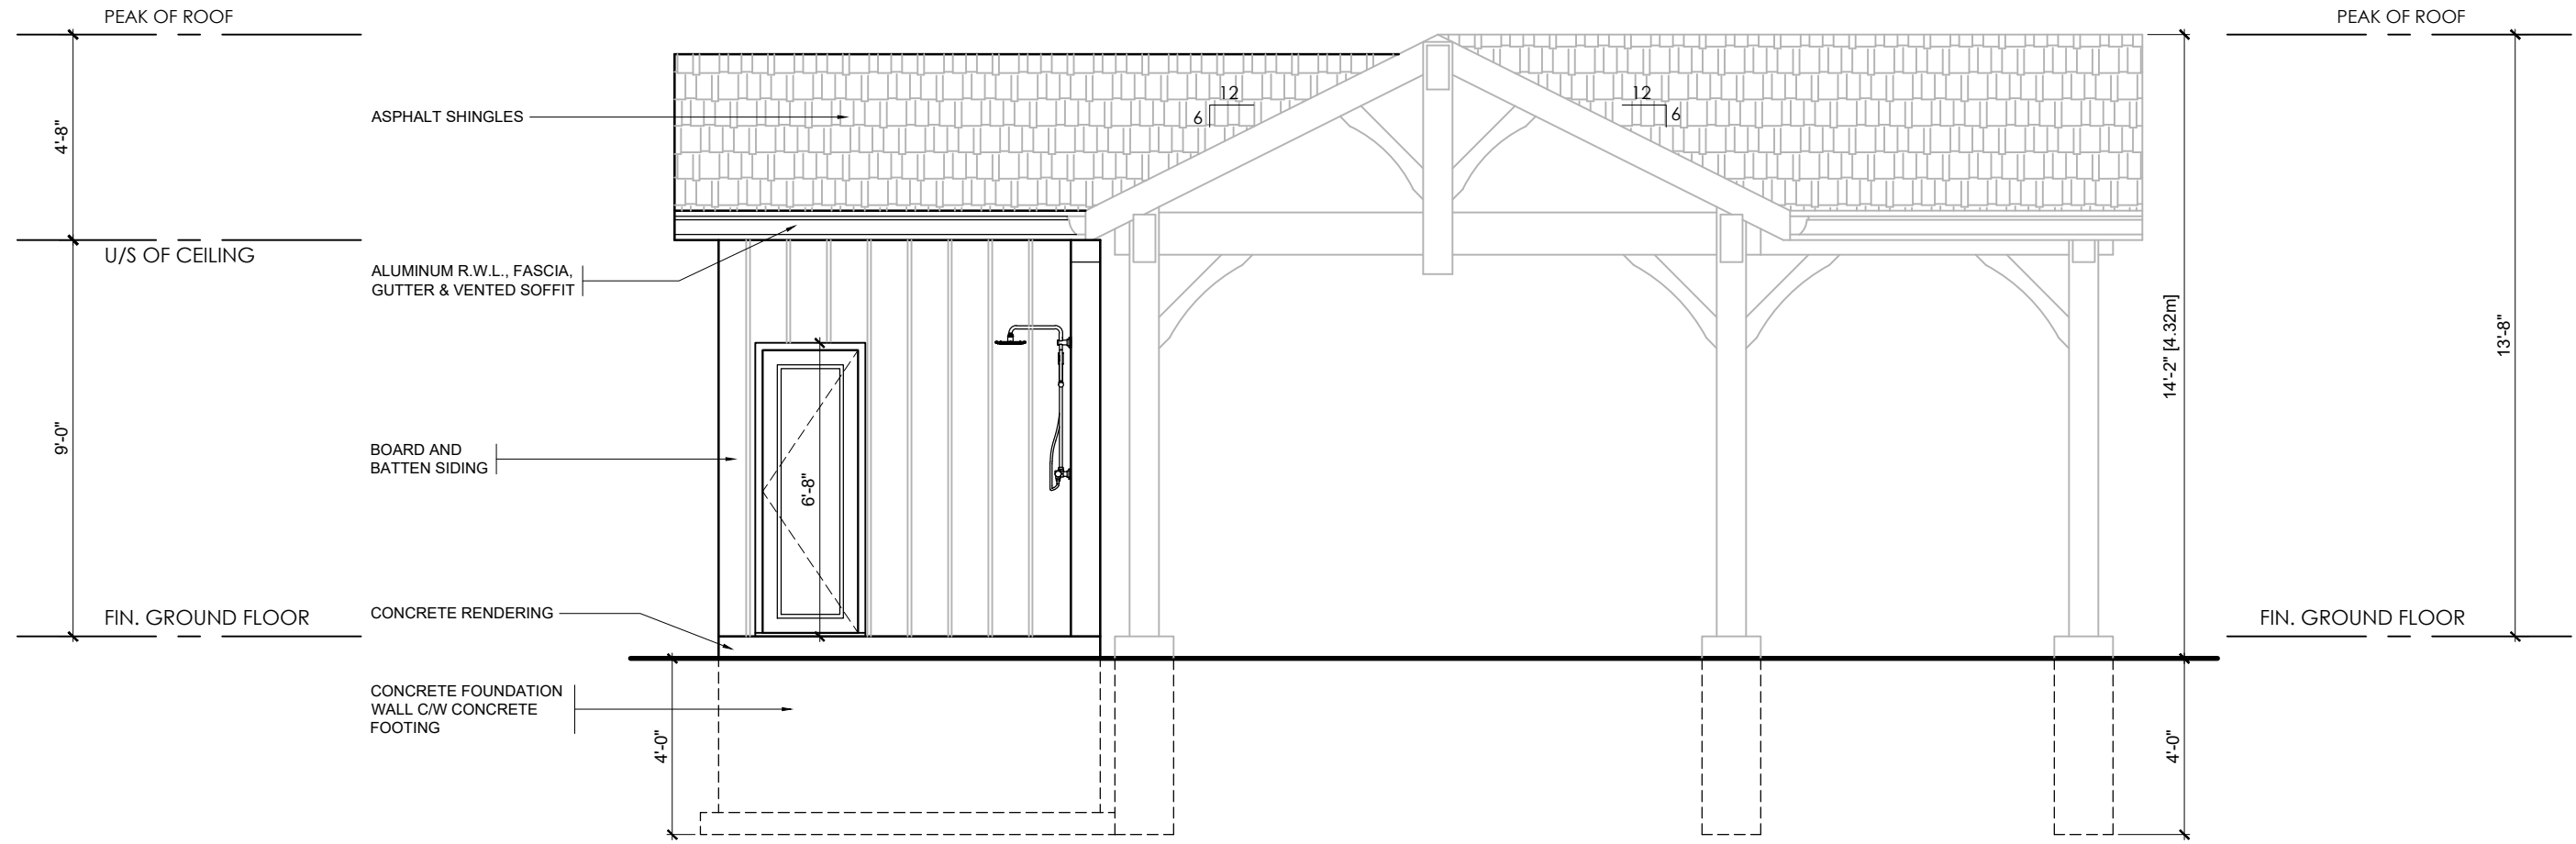 PEAK OF ROOF
PEAK OF ROOF
12
6
12
6
ASPHALT SHINGLES
4'-8"
U/S OF CEILING
ALUMINUM R.W.L., FASCIA,
GUTTER & VENTED SOFFIT
14'-2" [4.32m]
13'-8"
9'-0"
BOARD AND
BATTEN SIDING
6'-8"
CONCRETE RENDERING
FIN. GROUND FLOOR
FIN. GROUND FLOOR
CONCRETE FOUNDATION
WALL C/W CONCRETE
FOOTING
4'-0"
4'-0"